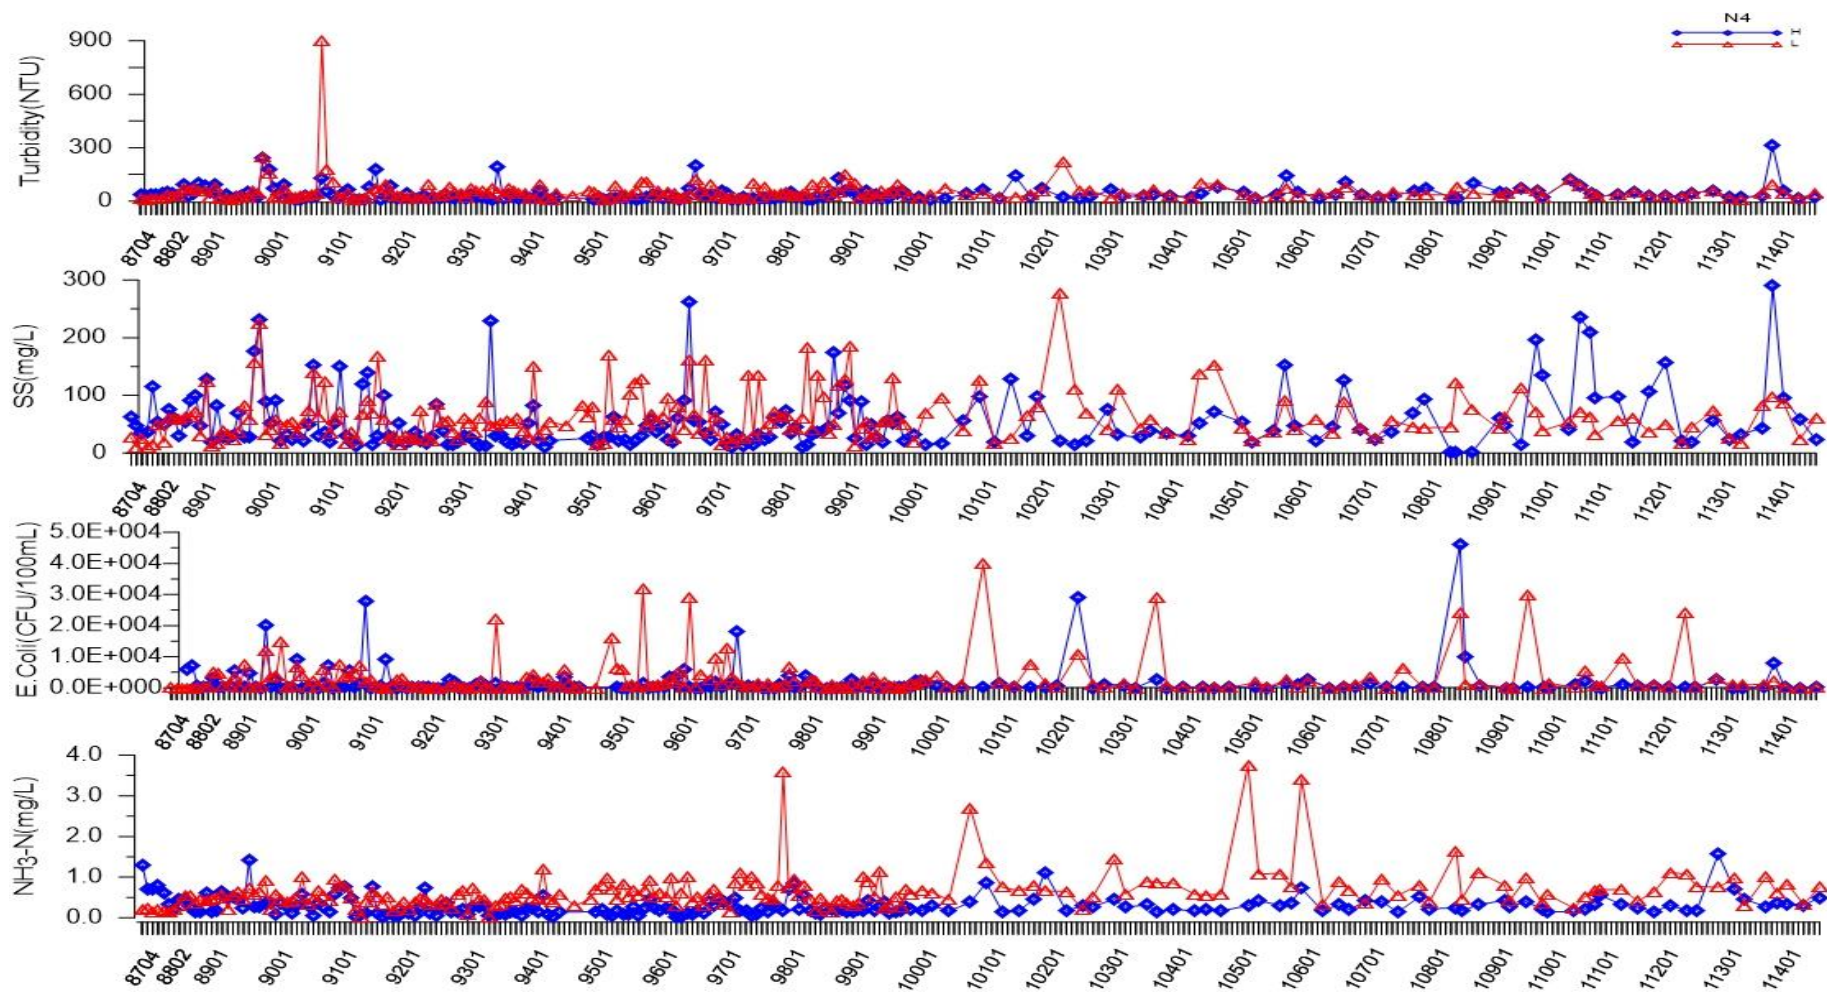 N4
H
L
Turbidity(NTU)
900
600
300
0
8704 8802 8901 9001 9101 9201 9301 9401 9501 9601 9701 9801 9901 10001 10101 10201 10301 10401 10501 10601 10701 10801 10901 11001 11101 11201 11301 11401
SS(mg/L)
300
200
100
0
8704 8802 8901 9001 9101 9201 9301 9401 9501 9601 9701 9801 9901 10001 10101 10201 10301 10401 10501 10601 10701 10801 10901 11001 11101 11201 11301 11401
E.Coli(CFU/100mL)
5.0E+004
4.0E+004
3.0E+004
2.0E+004
1.0E+004
0.0E+000
8704 8802 8901 9001 9101 9201 9301 9401 9501 9601 9701 9801 9901 10001 10101 10201 10301 10401 10501 10601 10701 10801 10901 11001 11101 11201 11301 11401
NH3-N(mg/L)
4.0
3.0
2.0
1.0
0.0
8704 8802 8901 9001 9101 9201 9301 9401 9501 9601 9701 9801 9901 10001 10101 10201 10301 10401 10501 10601 10701 10801 10901 11001 11101 11201 11301 11401